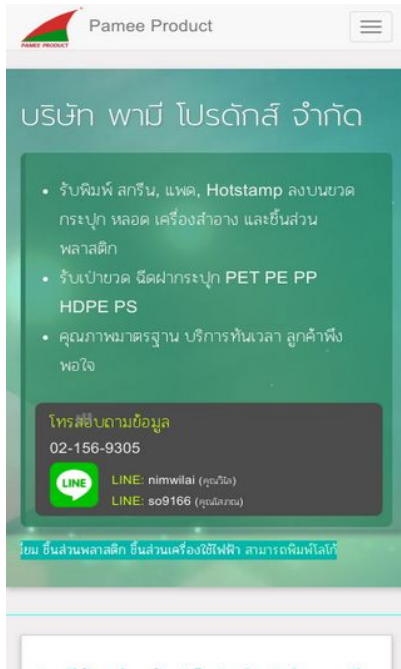 PAMEE PRODUCT
Pamee Product
บริษัท พามี โปรดักส์ จำกัด
รับพิมพ์ สกรีน, แพด, Hotstamp ลงบนขวด
กระปุก หลอด เครื่องสำอาง และชิ้นส่วน
พลาสติก
รับเป่าขวด ฉีดฝากระปุก PET PE PP
HDPE PS
คุณภาพมาตรฐาน บริการทันเวลา ลูกค้าพึง
พอใจ
โทรสอบถามข้อมูล
02-156-9305
LINE
LINE: nimwilai (คุณวิไล)
LINE: so9166 (คุณโสภณ)
ชิ้นส่วนพลาสติก ชิ้นส่วนเครื่องใช้ไฟฟ้า สามารถพิมพ์โลโก้